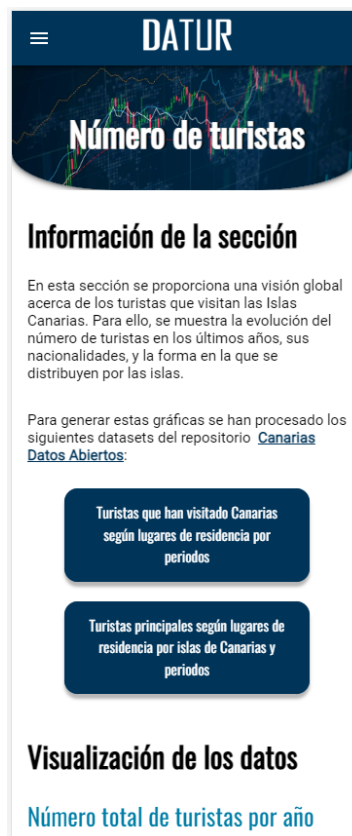 DATUR
Número de turistas
Información de la sección
En esta sección se proporciona una visión global
acerca de los turistas que visitan las Islas
Canarias. Para ello, se muestra la evolución del
número de turistas en los últimos años, sus
nacionalidades, y la forma en la que se
distribuyen por las islas.
Para generar estas gráficas se han procesado los
siguientes datasets del repositorio Canarias
Datos Abiertos:
Turistas que han visitado Canarias
según lugares de residencia por
periodos
Turistas principales según lugares de
residencia por islas de Canarias y
periodos
Visualización de los datos
Número total de turistas por año